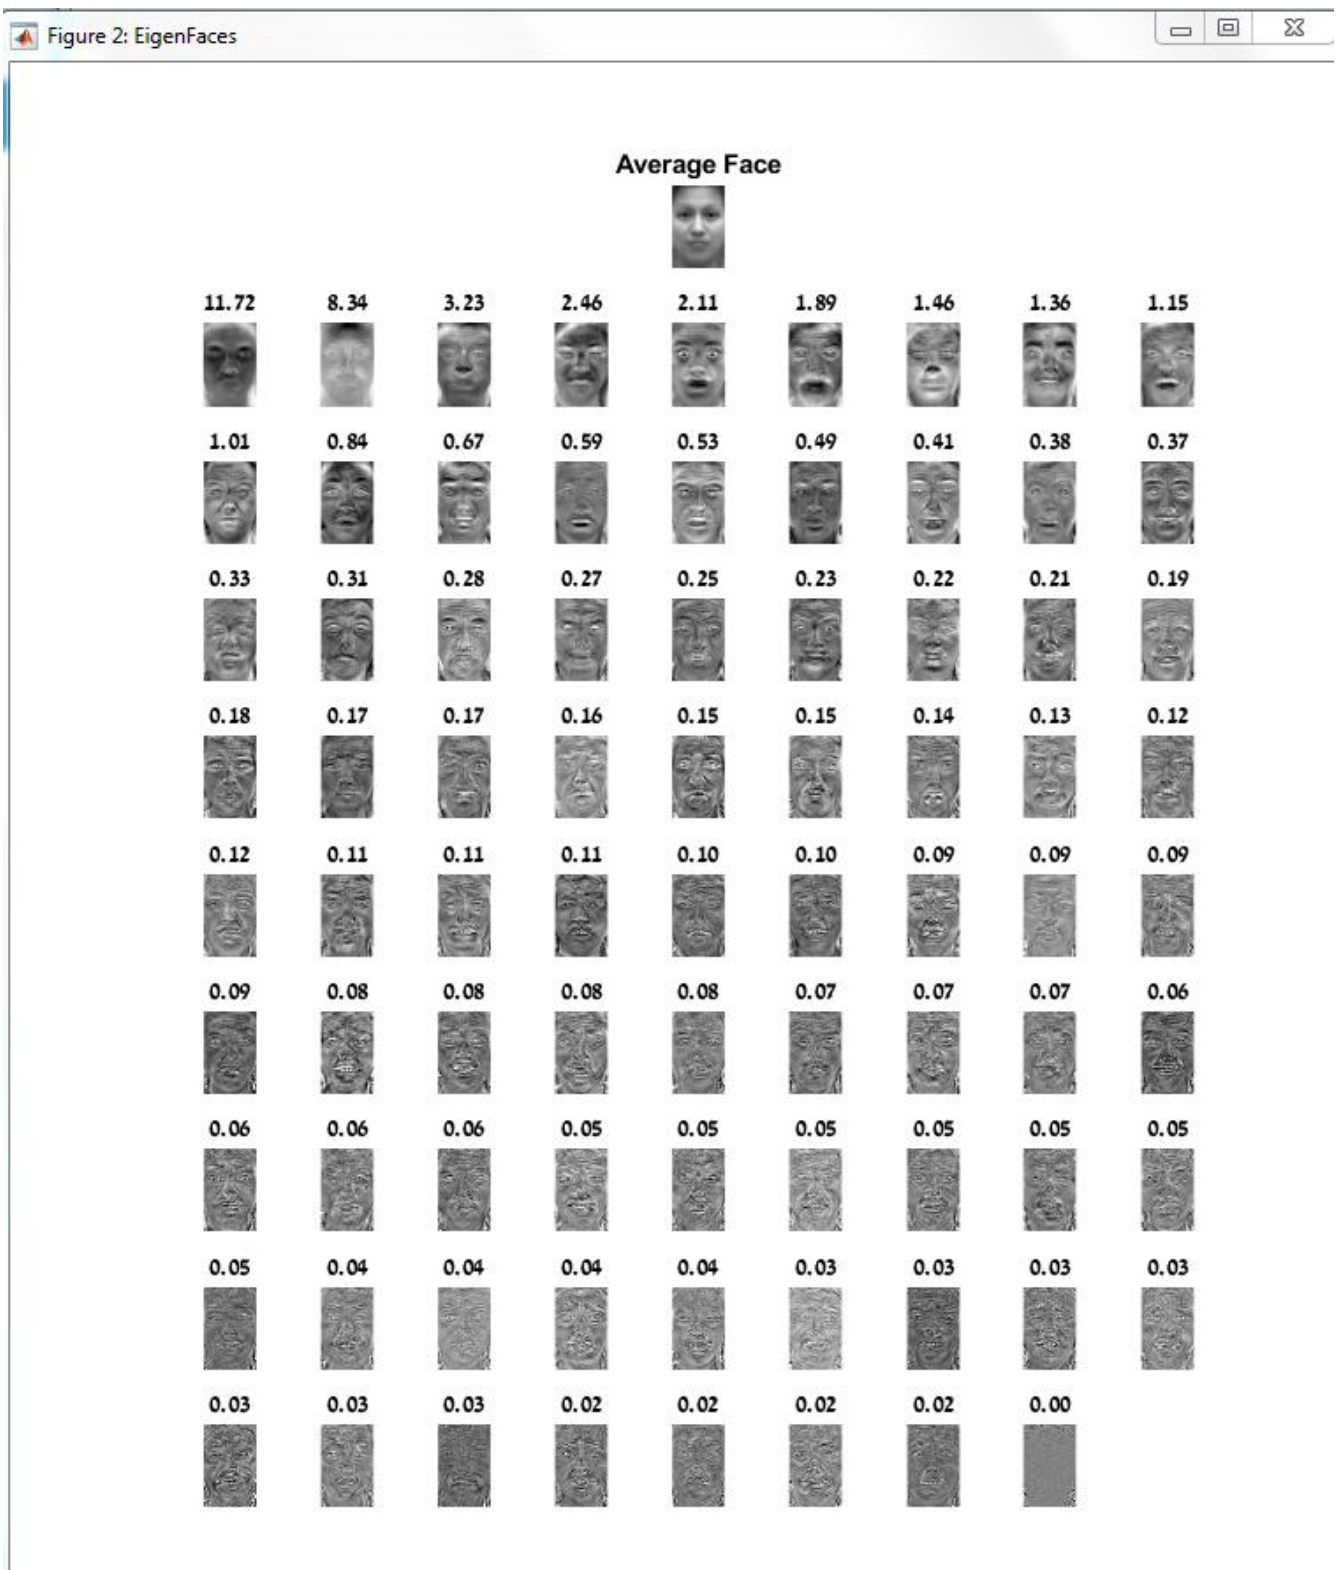 Figure 2: EigenFaces
Average Face
11.72 8.34 3.23 2.46 2.11 1.89 1.46 1.36 1.15
1.01 0.84 0.67 0.59 0.53 0.49 0.41 0.38 0.37
0.33 0.31 0.28 0.27 0.25 0.23 0.22 0.21 0.19
0.18 0.17 0.17 0.16 0.15 0.15 0.14 0.13 0.12
0.12 0.11 0.11 0.11 0.10 0.10 0.09 0.09 0.09
0.09 0.08 0.08 0.08 0.08 0.07 0.07 0.07 0.06
0.06 0.06 0.06 0.05 0.05 0.05 0.05 0.05 0.05
0.05 0.04 0.04 0.04 0.04 0.03 0.03 0.03 0.03
0.03 0.03 0.03 0.02 0.02 0.02 0.02 0.00